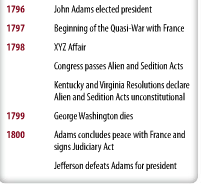 1796 John Adams elected president
1797 Beginning of the Quasi-War with France
1798 XYZ Affair
Congress passes Alien and Sedition Acts
Kentucky and Virginia Resolutions declare
Alien and Sedition Acts unconstitutional
1799 George Washington dies
1800 Adams concludes peace with France and
signs Judiciary Act
Jefferson defeats Adams for president